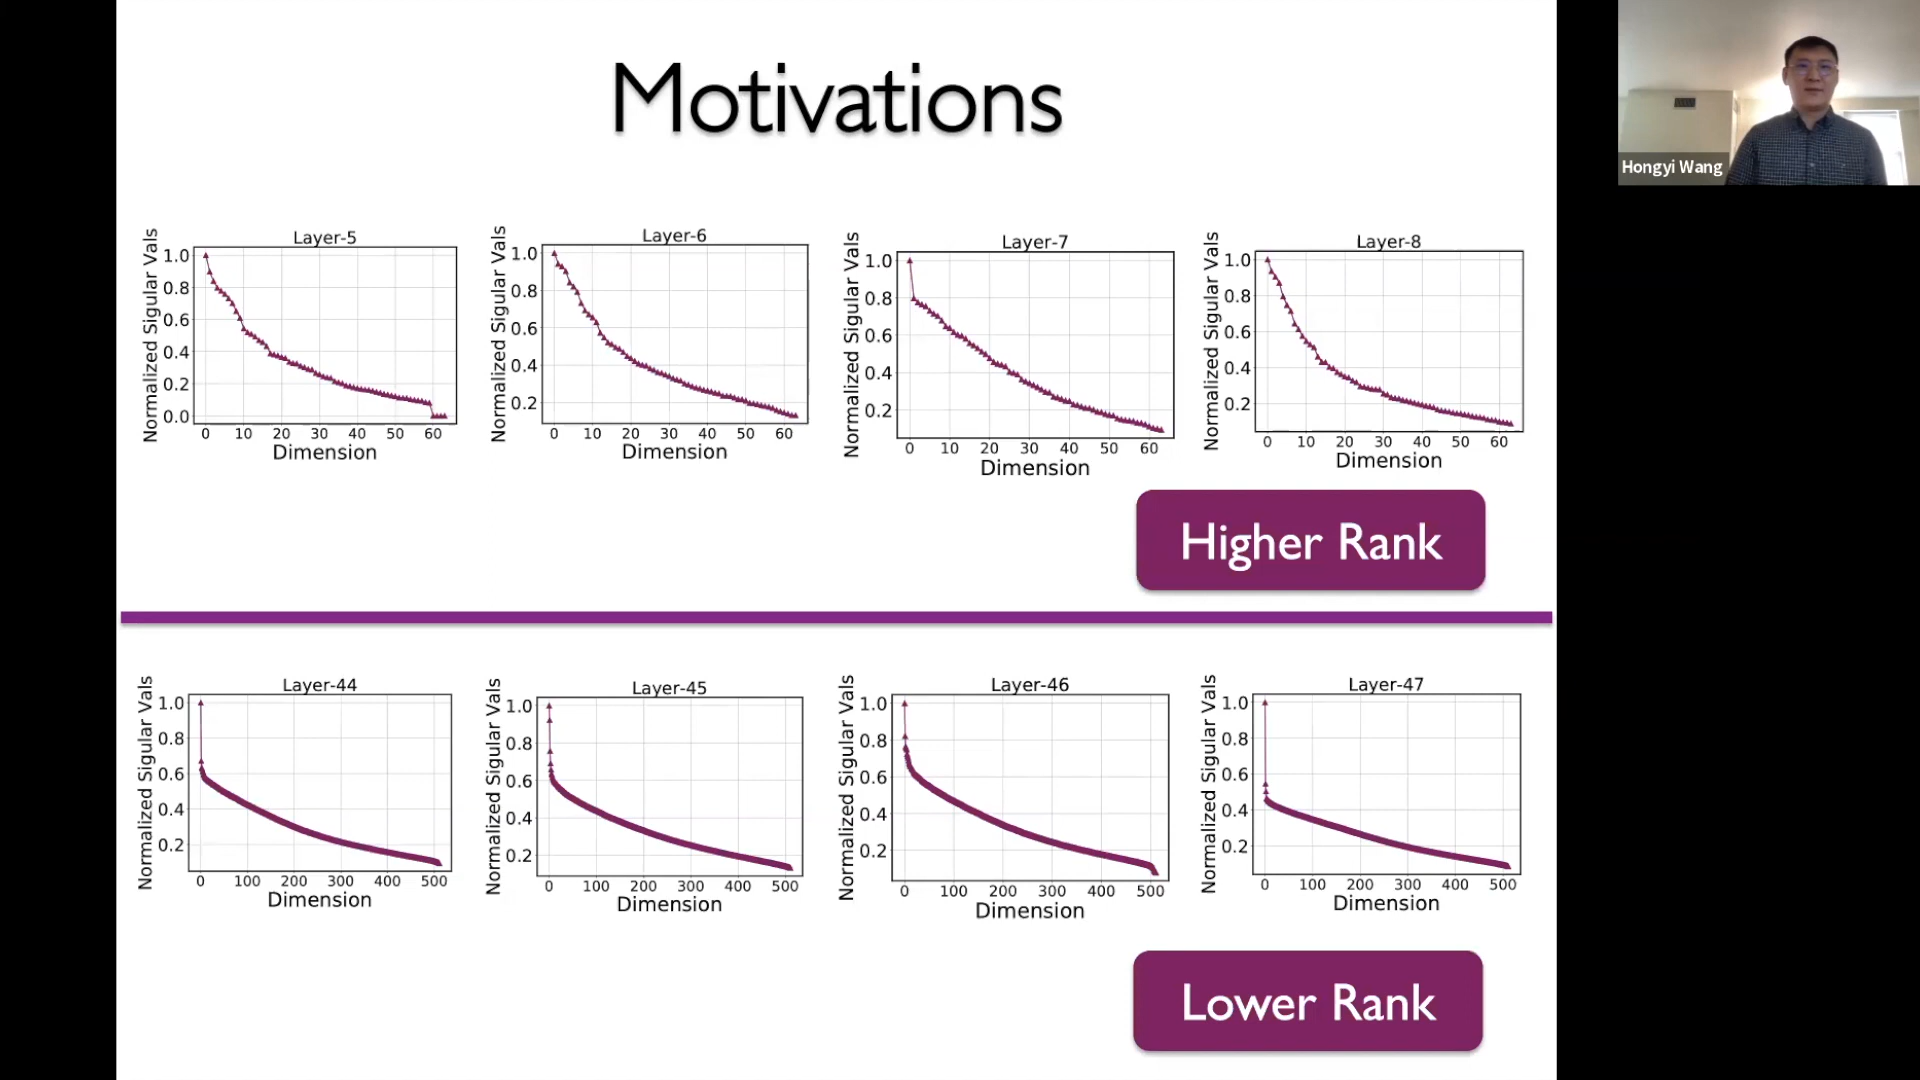 Motivations
Hongyi Wang
Layer-5
Normalized Sigular Vals
1.0
0.8
0.6
0.4
0.2
0.0
0 10 20 30 40 50 60
Dimension
Layer-6
Normalized Sigular Vals
1.0
0.8
0.6
0.4
0.2
0 10 20 30 40 50 60
Dimension
Layer-7
Normalized Sigular Vals
1.0
0.8
0.6
0.4
0.2
0 10 20 30 40 50 60
Dimension
Layer-8
Normalized Sigular Vals
1.0
0.8
0.6
0.4
0.2
0 10 20 30 40 50 60
Dimension
Higher Rank
Layer-44
Normalized Sigular Vals
1.0
0.8
0.6
0.4
0.2
0 100 200 300 400 500
Dimension
Layer-45
Normalized Sigular Vals
1.0
0.8
0.6
0.4
0.2
0 100 200 300 400 500
Dimension
Layer-46
Normalized Sigular Vals
1.0
0.8
0.6
0.4
0.2
0 100 200 300 400 500
Dimension
Layer-47
Normalized Sigular Vals
1.0
0.8
0.6
0.4
0.2
0 100 200 300 400 500
Dimension
Lower Rank